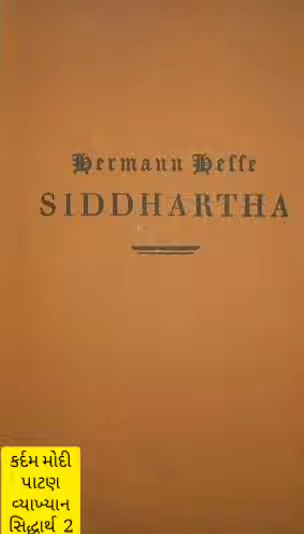 Hermann Hesse
SIDDHARTHA
કર્દમ મોદી
પાટણ
વ્યાખ્યાન
સિદ્ધાર્થ 2